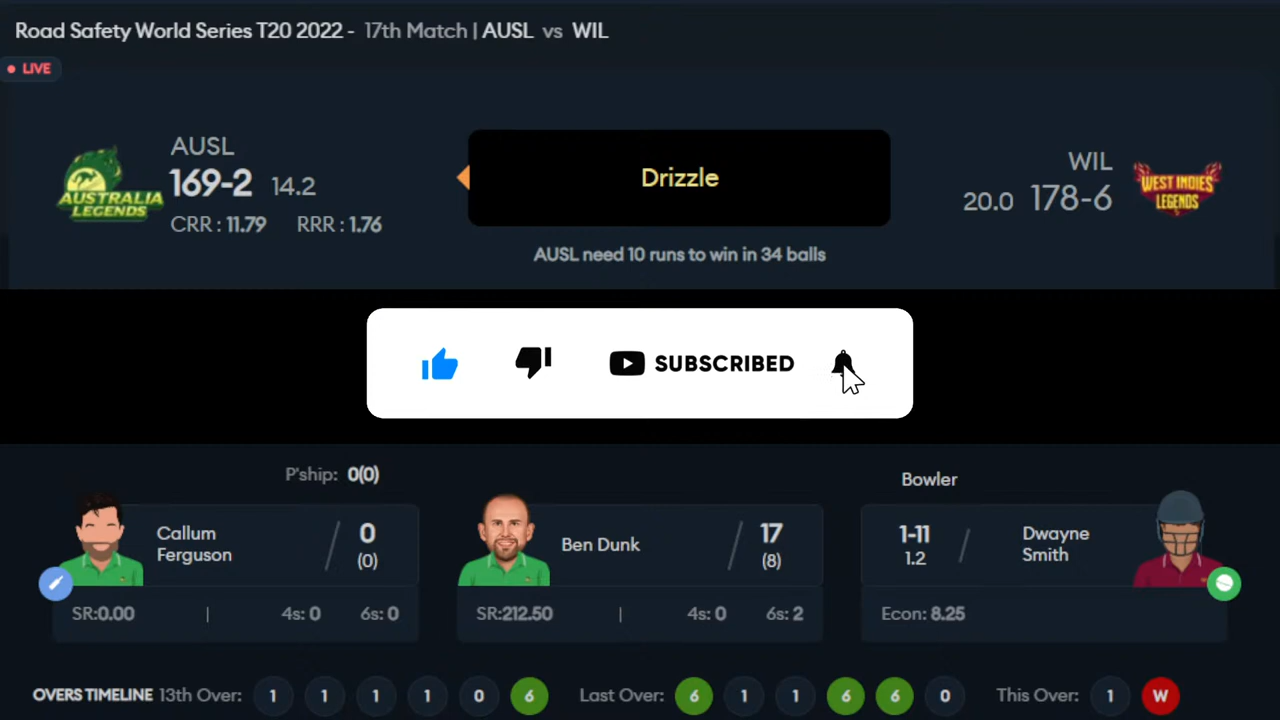 Road Safety World Series T20 2022 - 17th Match | AUSL vs WIL
LIVE
AUSL
169-2 14.2
CRR : 11.79 RRR : 1.76
AUSTRALIA
LEGENDS
Drizzle
AUSL need 10 runs to win in 34 balls
WIL
20.0 178-6
WEST INDIES
LEGENDS
SUBSCRIBED
P'ship: 0(0)
Callum
Ferguson
0
(0)
SR:0.00 | 4s: 0 6s: 0
Ben Dunk
17
(8)
SR:212.50 | 4s: 0 6s: 2
Bowler
1-11
1.2
Dwayne
Smith
Econ: 8.25
OVERS TIMELINE 13th Over: 1 1 1 1 0 6 Last Over: 6 1 1 6 6 0 This Over: 1 W